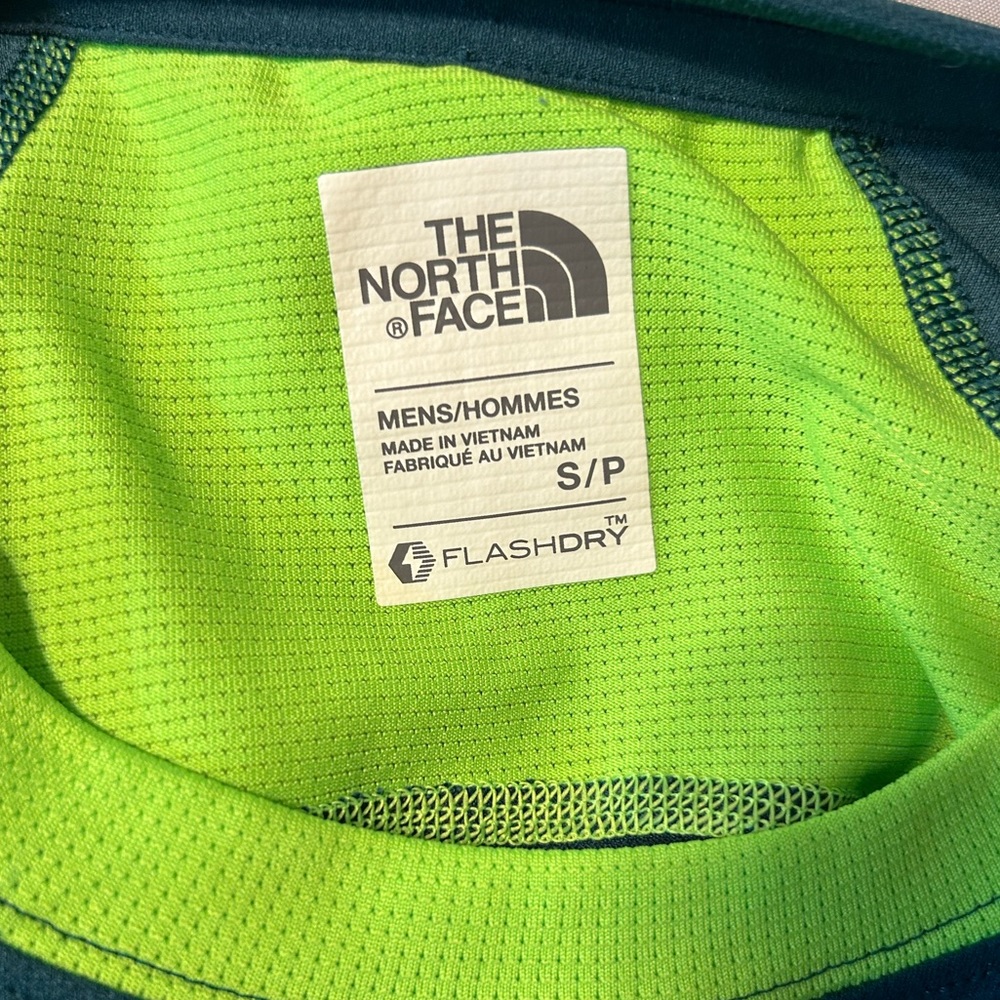 THE
NORTH
®FACE
MENS/HOMMES
MADE IN VIETNAM
FABRIQUÉ AU VIETNAM
S/P
FLASHDRY™